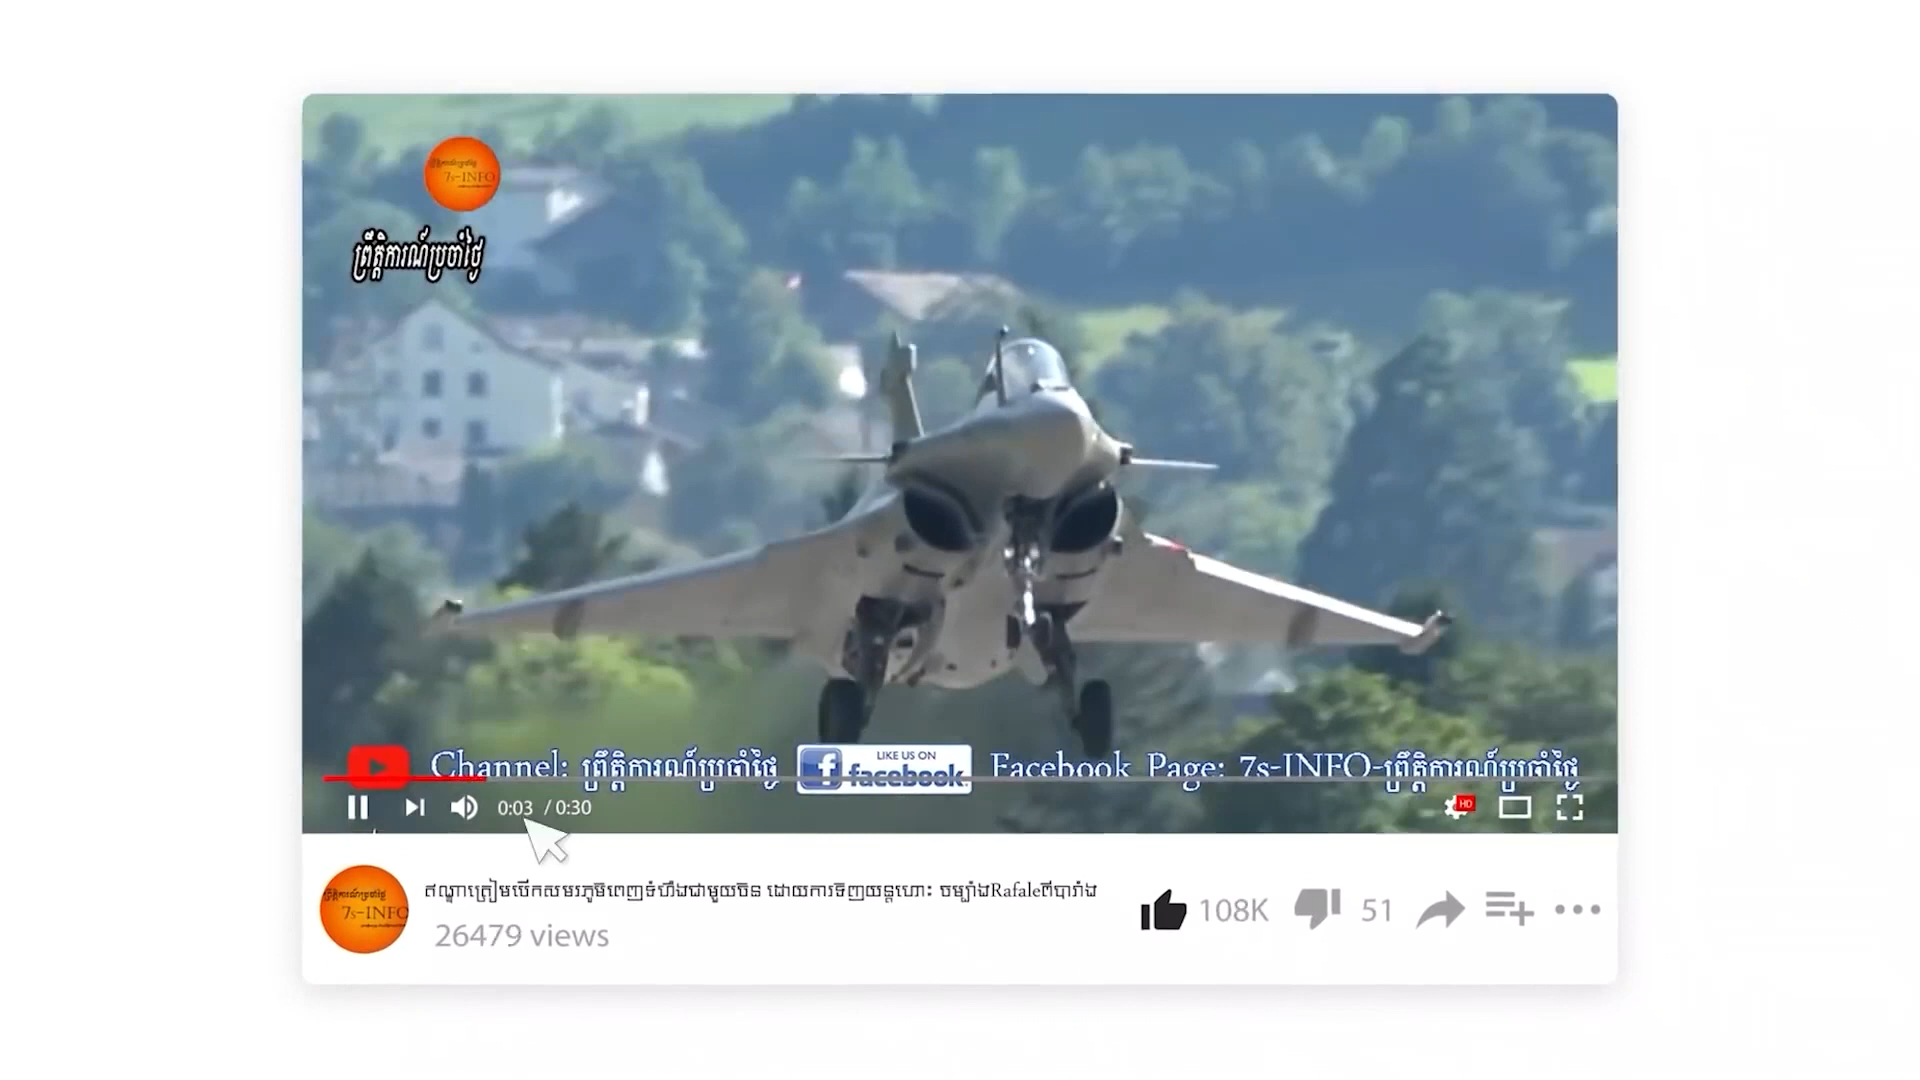 7s-INFO
ព្រឹត្តិការណ៍ប្រចាំថ្ងៃ
Channel: ព្រឹត្តិការណ៍ប្រចាំថ្ងៃ
LIKE US ON
facebook.
Facebook Page: 7s-INFO-ព្រឹត្តិការណ៍ប្រចាំថ្ងៃ
0:03 / 0:30
HD
7s-INFO
ឥណ្ឌាត្រៀមបើកសមរភូមិពេញទំហឹងជាមួយចិន ដោយការទិញយន្តហោះ ចម្បាំងRafaleពីបារាំង
26479 views
108K
51